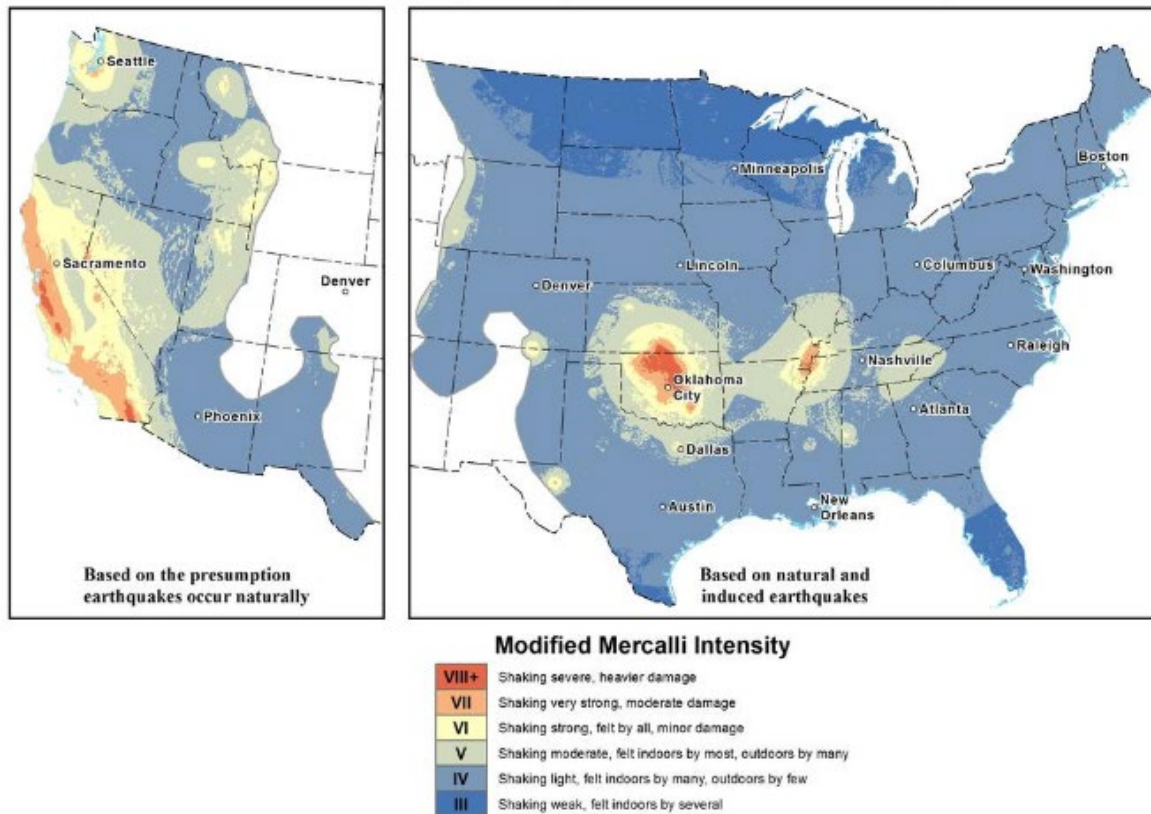 Seattle
Sacramento
Denver
Phoenix
Based on the presumption
earthquakes occur naturally
Minneapolis
Boston
Lincoln
Columbus
Washington
Denver
Oklahoma
City
Nashville
Raleigh
Atlanta
Dallas
Austin
New
Orleans
Based on natural and
induced earthquakes
Modified Mercalli Intensity
VIII+ Shaking severe, heavier damage
VII Shaking very strong, moderate damage
VI Shaking strong, felt by all, minor damage
V Shaking moderate, felt indoors by most, outdoors by many
IV Shaking light, felt indoors by many, outdoors by few
III Shaking weak, felt indoors by several